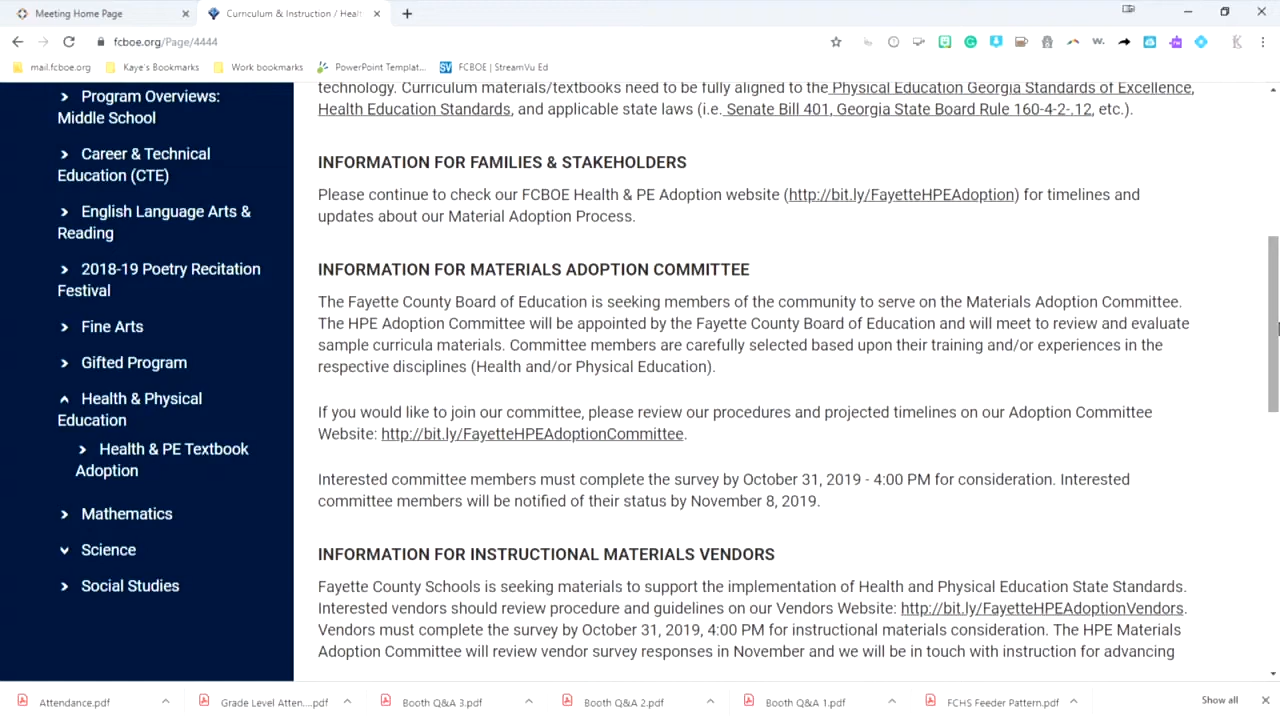 Meeting Home Page
Curriculum & Instruction / Healt
fcboe.org/Page/4444
mail.fcboe.org
Kaye's Bookmarks
Work bookmarks
PowerPoint Templat...
FCBOE | StreamVu Ed
Program Overviews:
Middle School
Career & Technical
Education (CTE)
English Language Arts &
Reading
2018-19 Poetry Recitation
Festival
Fine Arts
Gifted Program
Health & Physical
Education
Health & PE Textbook
Adoption
Mathematics
Science
Social Studies
technology. Curriculum materials/textbooks need to be fully aligned to the Physical Education Georgia Standards of Excellence,
Health Education Standards, and applicable state laws (i.e. Senate Bill 401, Georgia State Board Rule 160-4-2-.12, etc.).
INFORMATION FOR FAMILIES & STAKEHOLDERS
Please continue to check our FCBOE Health & PE Adoption website (http://bit.ly/FayetteHPEAdoption) for timelines and
updates about our Material Adoption Process.
INFORMATION FOR MATERIALS ADOPTION COMMITTEE
The Fayette County Board of Education is seeking members of the community to serve on the Materials Adoption Committee.
The HPE Adoption Committee will be appointed by the Fayette County Board of Education and will meet to review and evaluate
sample curricula materials. Committee members are carefully selected based upon their training and/or experiences in the
respective disciplines (Health and/or Physical Education).
If you would like to join our committee, please review our procedures and projected timelines on our Adoption Committee
Website: http://bit.ly/FayetteHPEAdoptionCommittee.
Interested committee members must complete the survey by October 31, 2019 - 4:00 PM for consideration. Interested
committee members will be notified of their status by November 8, 2019.
INFORMATION FOR INSTRUCTIONAL MATERIALS VENDORS
Fayette County Schools is seeking materials to support the implementation of Health and Physical Education State Standards.
Interested vendors should review procedure and guidelines on our Vendors Website: http://bit.ly/FayetteHPEAdoptionVendors.
Vendors must complete the survey by October 31, 2019, 4:00 PM for instructional materials consideration. The HPE Materials
Adoption Committee will review vendor survey responses in November and we will be in touch with instruction for advancing
Attendance.pdf
Grade Level Atten....pdf
Booth Q&A 3.pdf
Booth Q&A 2.pdf
Booth Q&A 1.pdf
FCHS Feeder Pattern.pdf
Show all